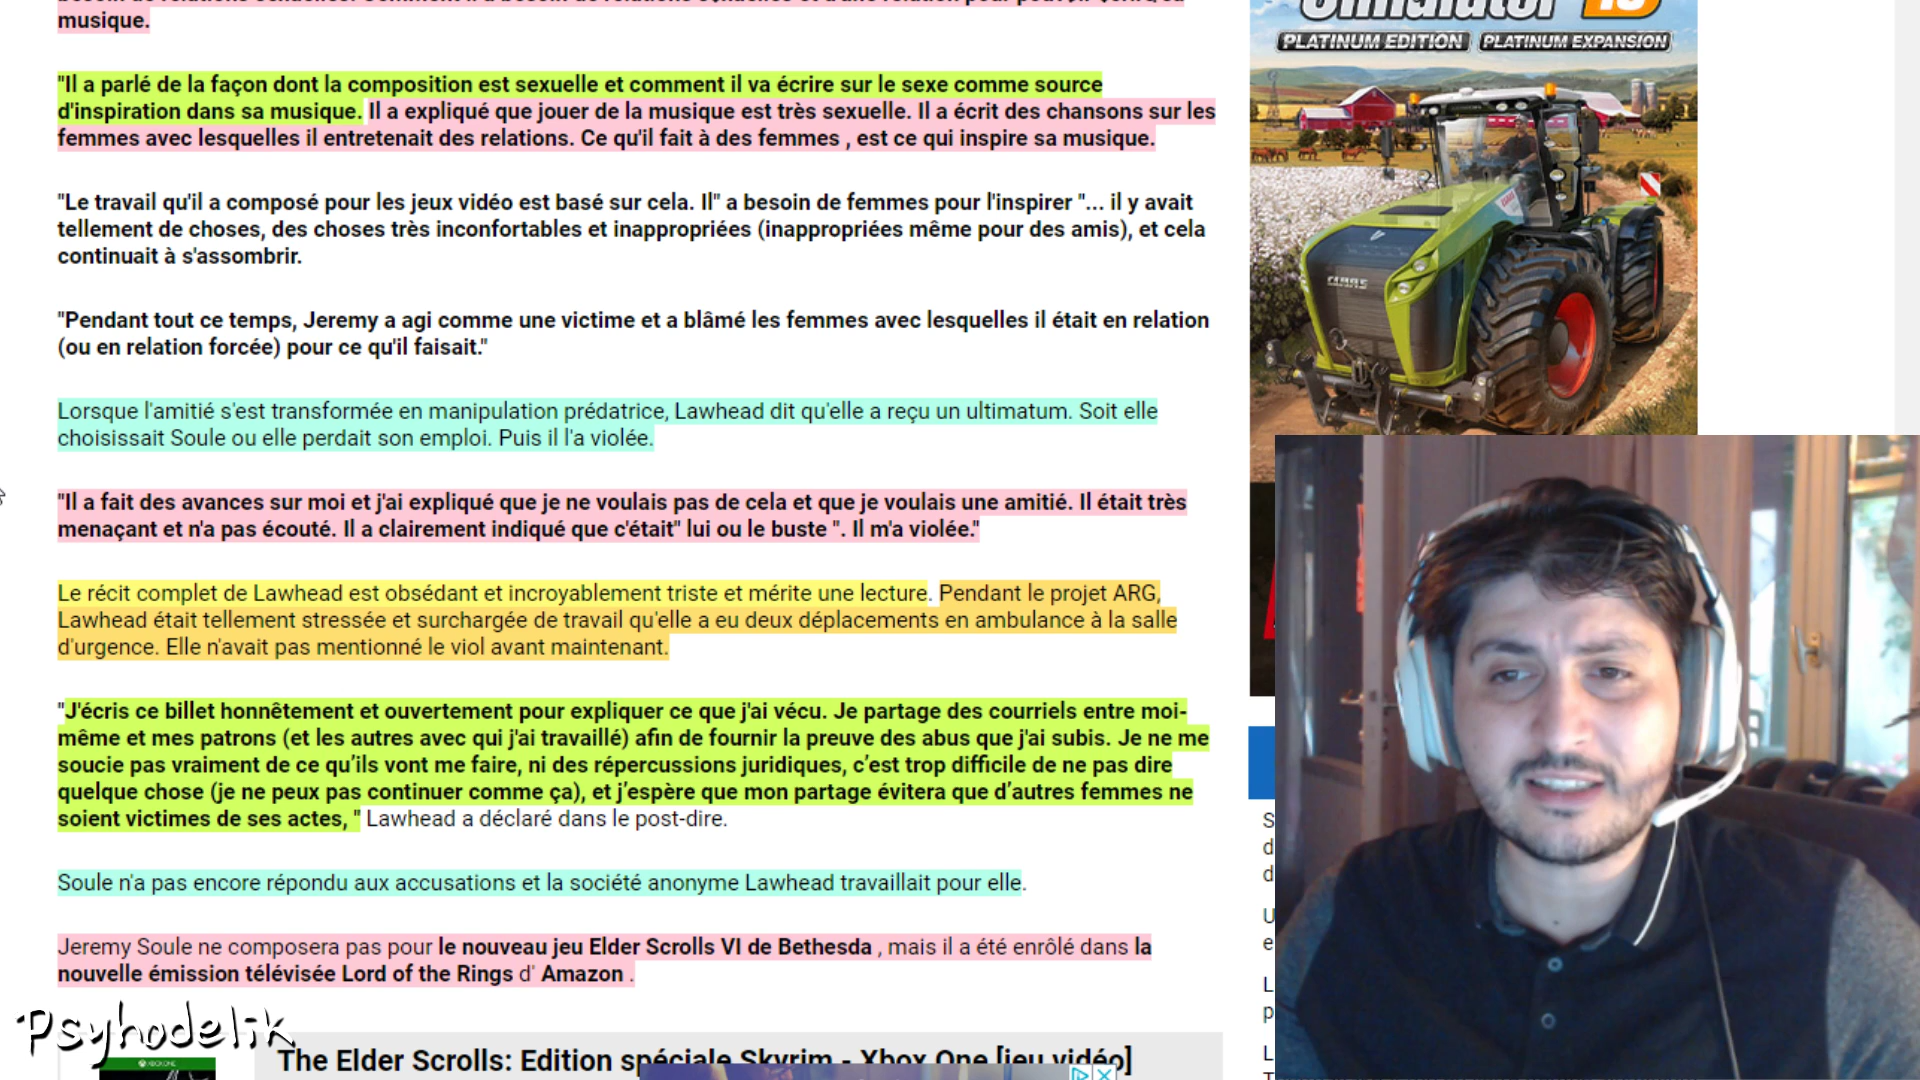 musique.
"Il a parlé de la façon dont la composition est sexuelle et comment il va écrire sur le sexe comme source
d'inspiration dans sa musique. Il a expliqué que jouer de la musique est très sexuelle. Il a écrit des chansons sur les
femmes avec lesquelles il entretenait des relations. Ce qu'il fait à des femmes , est ce qui inspire sa musique.
"Le travail qu'il a composé pour les jeux vidéo est basé sur cela. Il" a besoin de femmes pour l'inspirer "... il y avait
tellement de choses, des choses très inconfortables et inappropriées (inappropriées même pour des amis), et cela
continuait à s'assombrir.
"Pendant tout ce temps, Jeremy a agi comme une victime et a blâmé les femmes avec lesquelles il était en relation
(ou en relation forcée) pour ce qu'il faisait."
Lorsque l'amitié s'est transformée en manipulation prédatrice, Lawhead dit qu'elle a reçu un ultimatum. Soit elle
choisissait Soule ou elle perdait son emploi. Puis il l'a violée.
"Il a fait des avances sur moi et j'ai expliqué que je ne voulais pas de cela et que je voulais une amitié. Il était très
menaçant et n'a pas écouté. Il a clairement indiqué que c'était" lui ou le buste ". Il m'a violée."
Le récit complet de Lawhead est obsédant et incroyablement triste et mérite une lecture. Pendant le projet ARG,
Lawhead était tellement stressée et surchargée de travail qu'elle a eu deux déplacements en ambulance à la salle
d'urgence. Elle n'avait pas mentionné le viol avant maintenant.
"J'écris ce billet honnêtement et ouvertement pour expliquer ce que j'ai vécu. Je partage des courriels entre moi-
même et mes patrons (et les autres avec qui j'ai travaillé) afin de fournir la preuve des abus que j'ai subis. Je ne me
soucie pas vraiment de ce qu’ils vont me faire, ni des répercussions juridiques, c’est trop difficile de ne pas dire
quelque chose (je ne peux pas continuer comme ça), et j’espère que mon partage évitera que d’autres femmes ne
soient victimes de ses actes, " Lawhead a déclaré dans le post-dire.
Soule n'a pas encore répondu aux accusations et la société anonyme Lawhead travaillait pour elle.
Jeremy Soule ne composera pas pour le nouveau jeu Elder Scrolls VI de Bethesda , mais il a été enrôlé dans la
nouvelle émission télévisée Lord of the Rings d' Amazon .
The Elder Scrolls: Edition spéciale Skyrim - Xbox One [jeu vidéo]
XBOX ONE
Psyhodelik
Simulator 19
PLATINUM EDITION PLATINUM EXPANSION
CLAAS
S
d
d
U
e
L
p
L